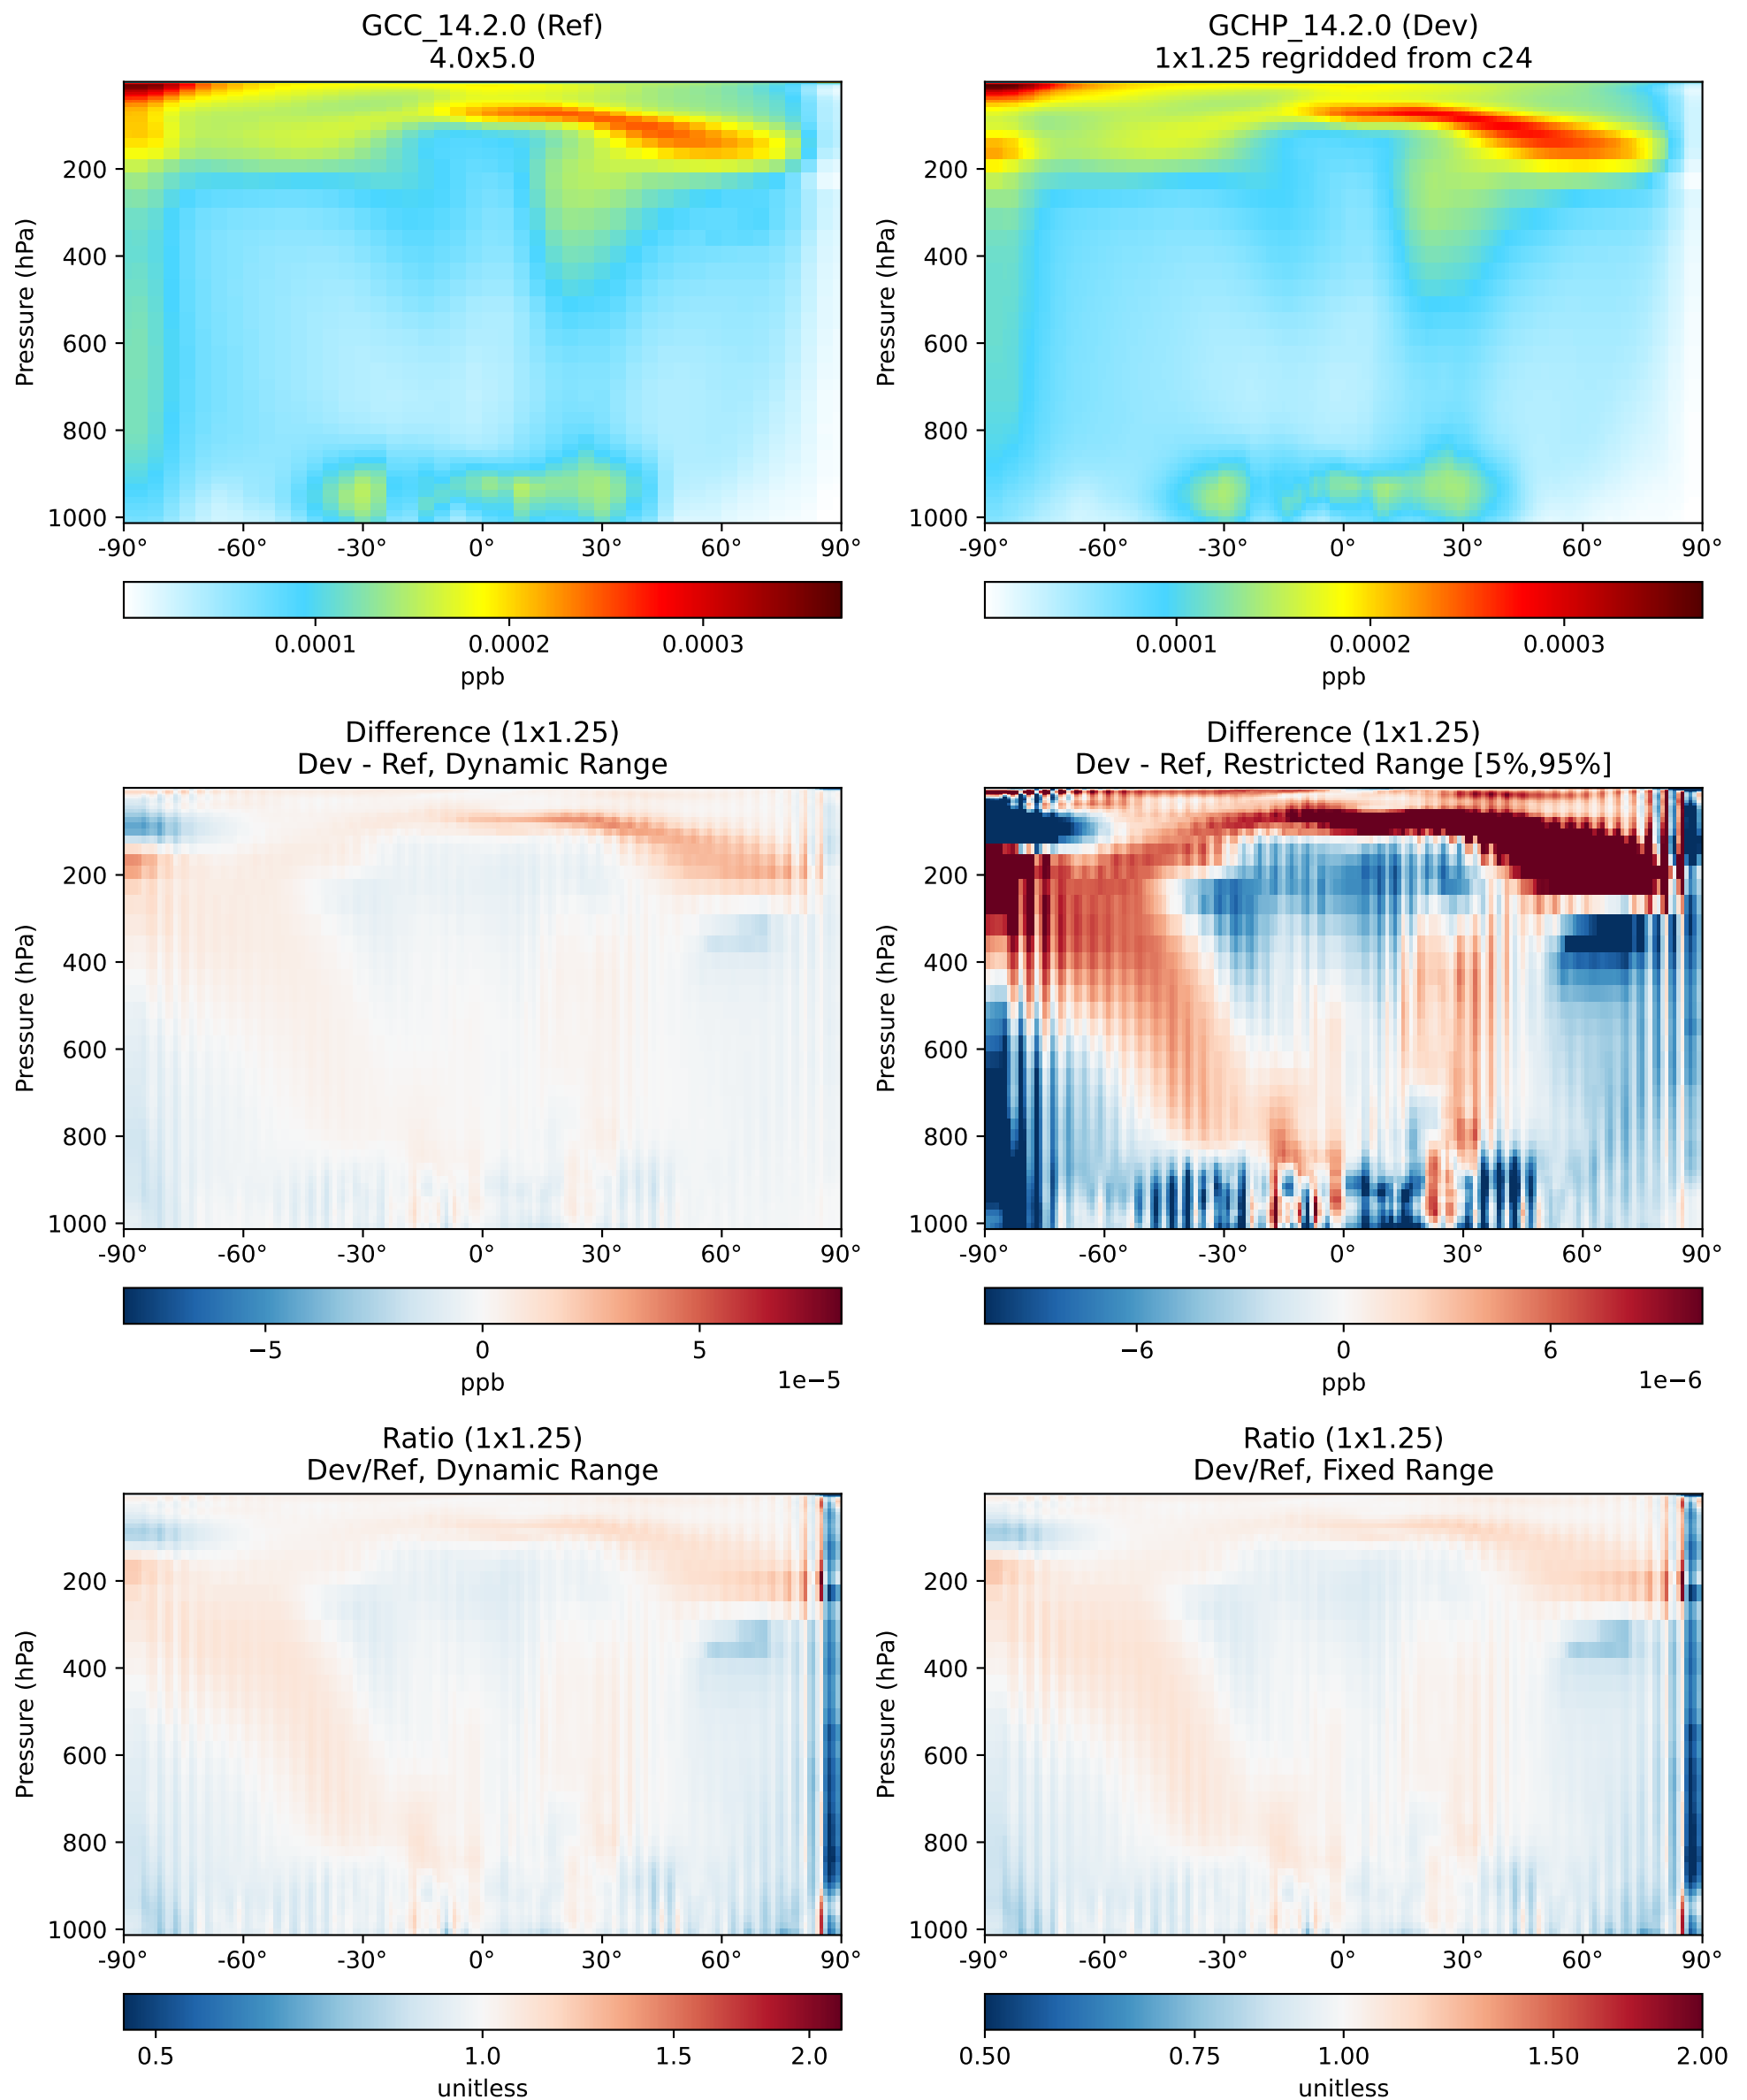 GCC_14.2.0 (Ref)
4.0x5.0
Pressure (hPa)
200
400
600
800
1000
-90° -60° -30° 0° 30° 60° 90°
0.0001 0.0002 0.0003
ppb
GCHP_14.2.0 (Dev)
1x1.25 regridded from c24
Pressure (hPa)
200
400
600
800
1000
-90° -60° -30° 0° 30° 60° 90°
0.0001 0.0002 0.0003
ppb
Difference (1x1.25)
Dev - Ref, Dynamic Range
Pressure (hPa)
200
400
600
800
1000
-90° -60° -30° 0° 30° 60° 90°
−5 0 5
ppb 1e−5
Difference (1x1.25)
Dev - Ref, Restricted Range [5%,95%]
Pressure (hPa)
200
400
600
800
1000
-90° -60° -30° 0° 30° 60° 90°
−6 0 6
ppb 1e−6
Ratio (1x1.25)
Dev/Ref, Dynamic Range
Pressure (hPa)
200
400
600
800
1000
-90° -60° -30° 0° 30° 60° 90°
0.5 1.0 1.5 2.0
unitless
Ratio (1x1.25)
Dev/Ref, Fixed Range
Pressure (hPa)
200
400
600
800
1000
-90° -60° -30° 0° 30° 60° 90°
0.50 0.75 1.00 1.50 2.00
unitless